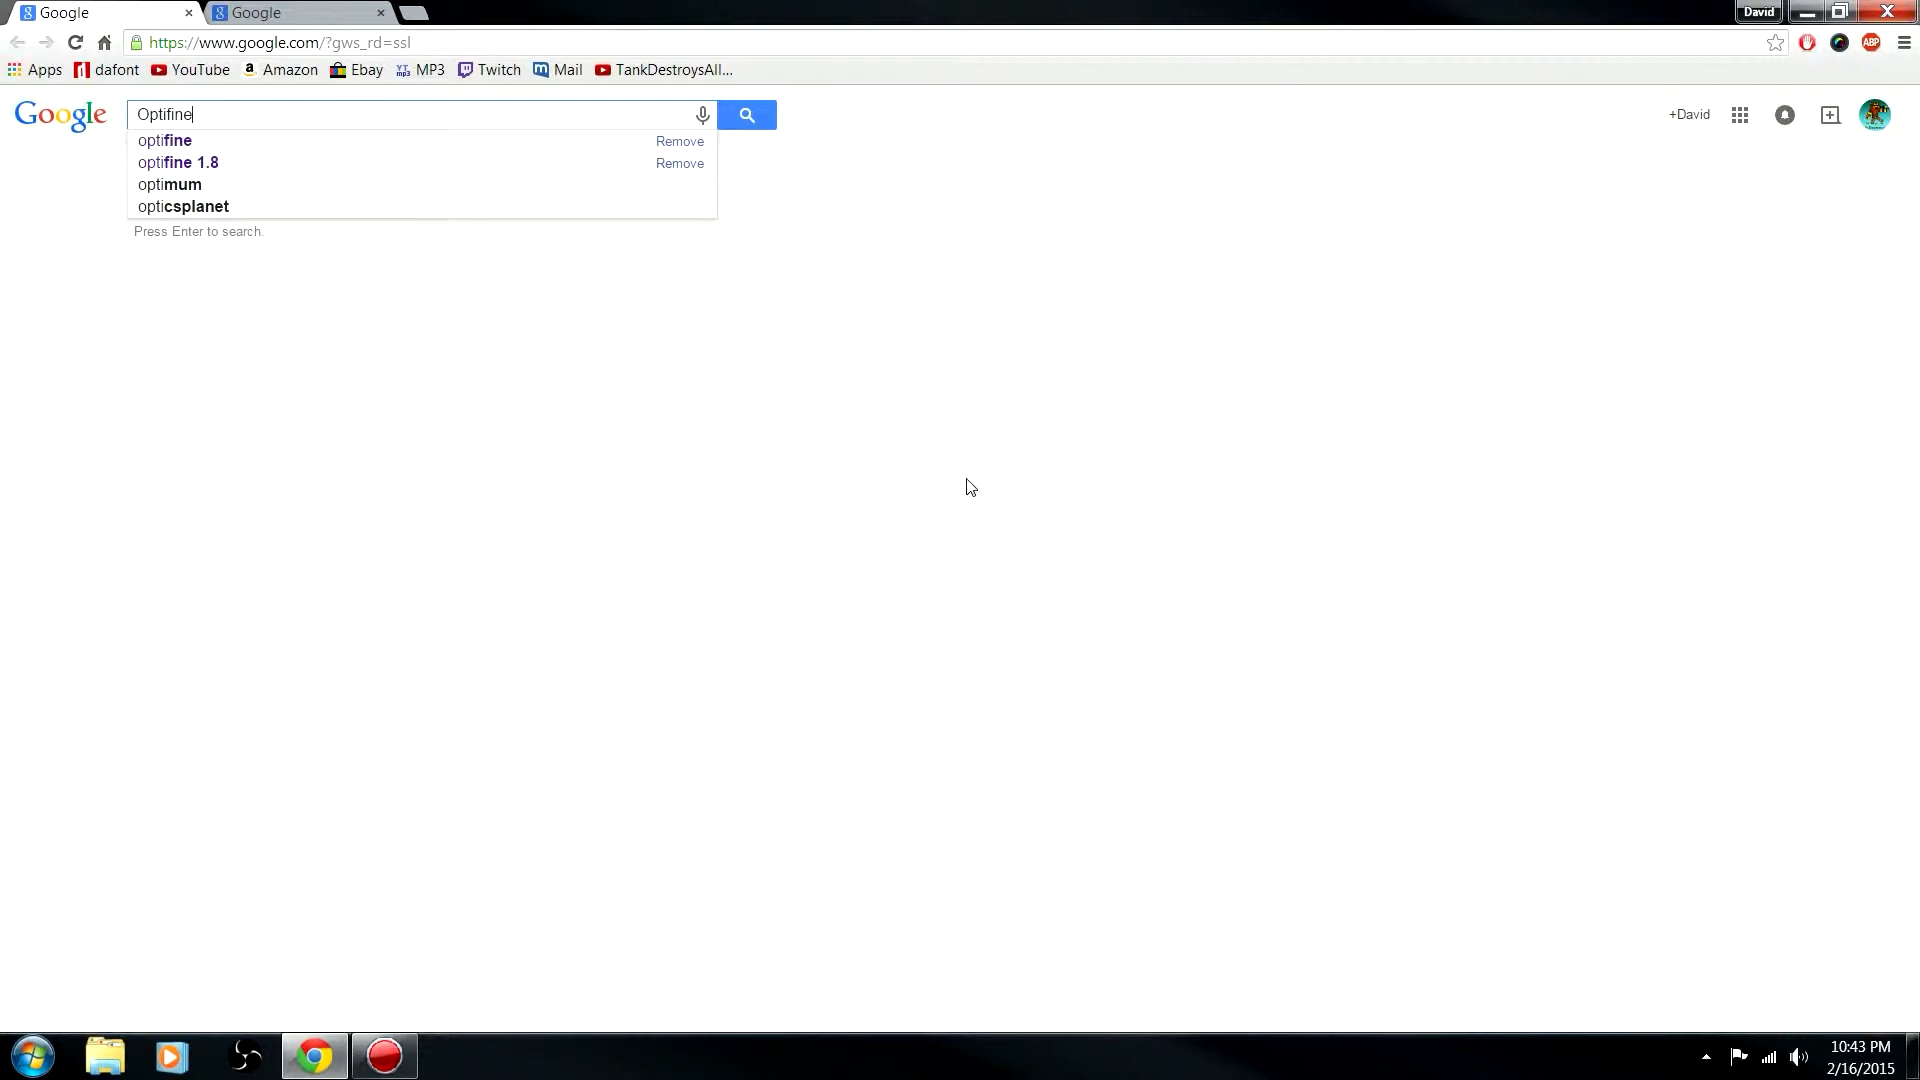 Google
Google
David
https://www.google.com/?gws_rd=ssl
ABP
Apps
dafont
YouTube
Amazon
Ebay
MP3
Twitch
Mail
TankDestroysAll...
Google
Optifine
+David
optifine
Remove
optifine 1.8
Remove
optimum
opticsplanet
Press Enter to search.
10:43 PM
2/16/2015